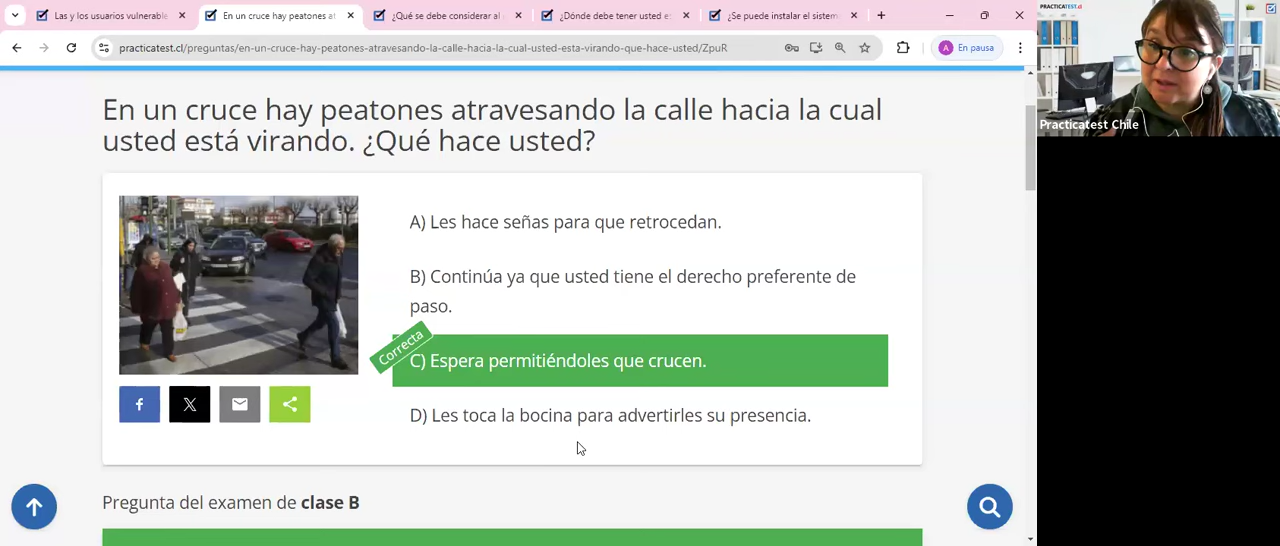 Las y los usuarios vulnerable
En un cruce hay peatones at
¿Qué se debe considerar al
¿Dónde debe tener usted e
¿Se puede instalar el sistem
practicatest.cl/preguntas/en-un-cruce-hay-peatones-atravesando-la-calle-hacia-la-cual-usted-esta-virando-que-hace-usted/ZpuR
A
En pausa
PRACTICATEST.cl
Practicatest Chile
En un cruce hay peatones atravesando la calle hacia la cual
usted está virando. ¿Qué hace usted?
A) Les hace señas para que retrocedan.
B) Continúa ya que usted tiene el derecho preferente de
paso.
Correcta
C) Espera permitiéndoles que crucen.
D) Les toca la bocina para advertirles su presencia.
Pregunta del examen de clase B